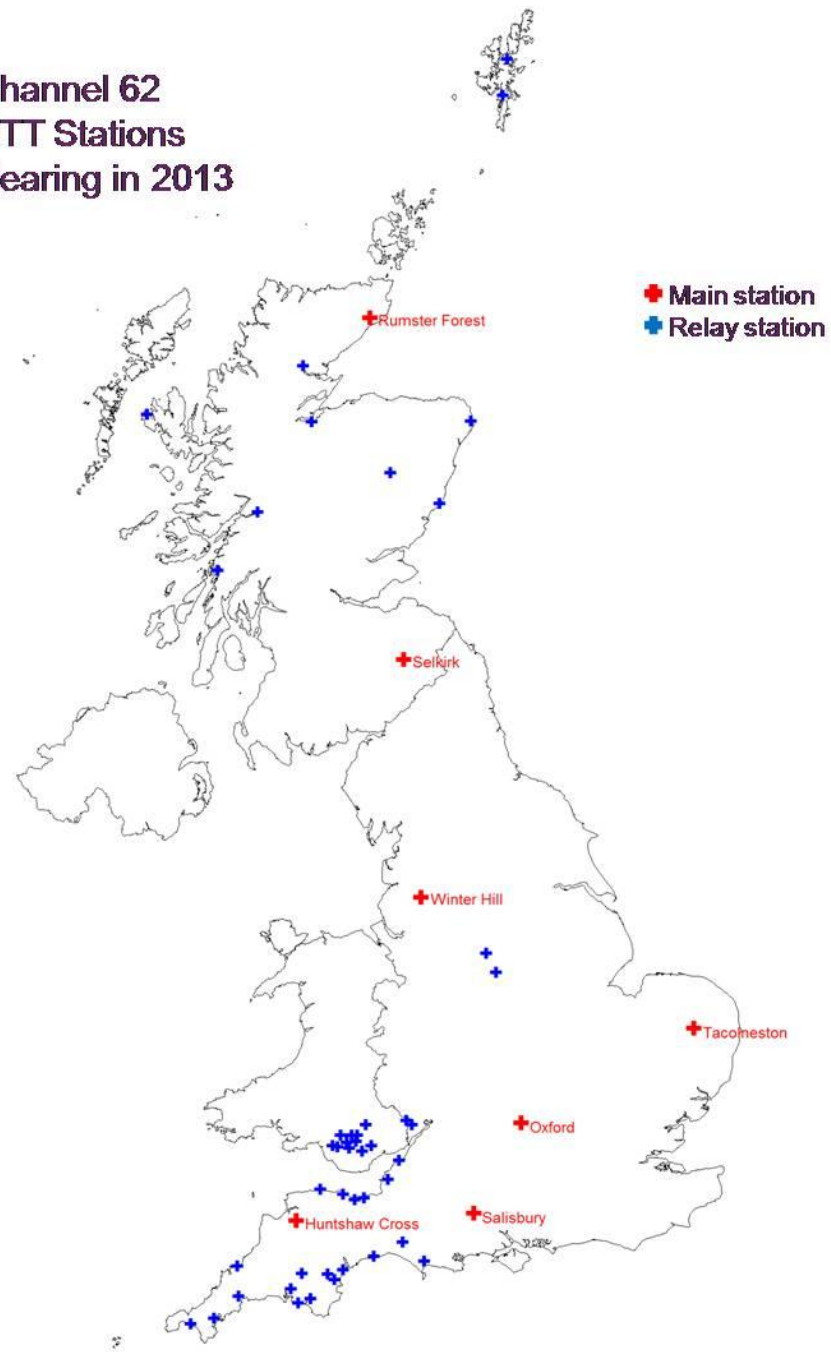 hannel 62
TT Stations
earing in 2013
Main station
Relay station
Rumster Forest
Selkirk
Winter Hill
Tacolneston
Oxford
Salisbury
Huntshaw Cross